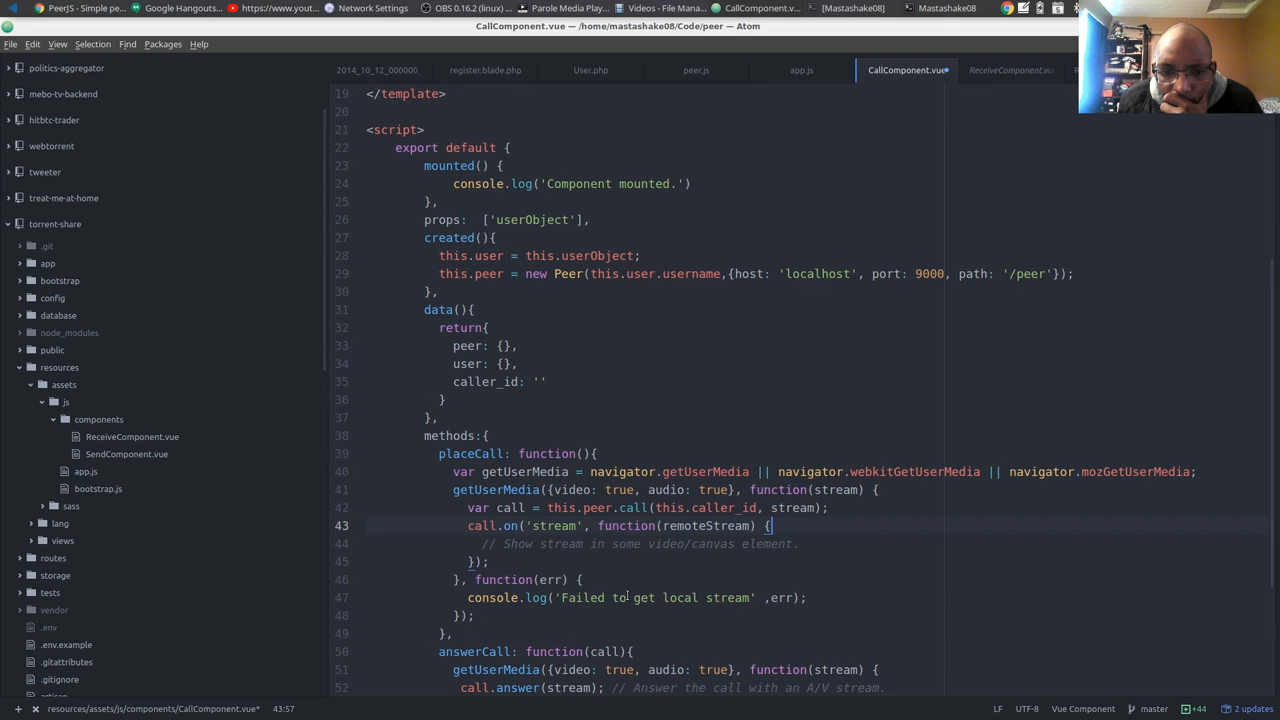 PeerJS - Simple pe...
Google Hangouts...
https://www.yout...
Network Settings
OBS 0.16.2 (linux) ...
Parole Media Play...
Videos - File Mana...
CallComponent.v...
[Mastashake08]
Mastashake08
CallComponent.vue — /home/mastashake08/Code/peer — Atom
File Edit View Selection Find Packages Help
politics-aggregator
mebo-tv-backend
hitbtc-trader
webtorrent
tweeter
treat-me-at-home
torrent-share
.git
app
bootstrap
config
database
node_modules
public
resources
assets
js
components
ReceiveComponent.vue
SendComponent.vue
app.js
bootstrap.js
sass
lang
views
routes
storage
tests
vendor
.env
.env.example
.gitattributes
.gitignore
artisan
2014_10_12_000000_
register.blade.php
User.php
peer.js
app.js
CallComponent.vue
ReceiveComponent.vu
19 </template>
20
21 <script>
22 export default {
23 mounted() {
24 console.log('Component mounted.')
25 },
26 props: ['userObject'],
27 created(){
28 this.user = this.userObject;
29 this.peer = new Peer(this.user.username,{host: 'localhost', port: 9000, path: '/peer'});
30 },
31 data(){
32 return{
33 peer: {},
34 user: {},
35 caller_id: ''
36 }
37 },
38 methods:{
39 placeCall: function(){
40 var getUserMedia = navigator.getUserMedia || navigator.webkitGetUserMedia || navigator.mozGetUserMedia;
41 getUserMedia({video: true, audio: true}, function(stream) {
42 var call = this.peer.call(this.caller_id, stream);
43 call.on('stream', function(remoteStream) {
44 // Show stream in some video/canvas element.
45 });
46 }, function(err) {
47 console.log('Failed to get local stream' ,err);
48 });
49 },
50 answerCall: function(call){
51 getUserMedia({video: true, audio: true}, function(stream) {
52 call.answer(stream); // Answer the call with an A/V stream.
resources/assets/js/components/CallComponent.vue* 43:57
LF UTF-8 Vue Component master +44 2 updates